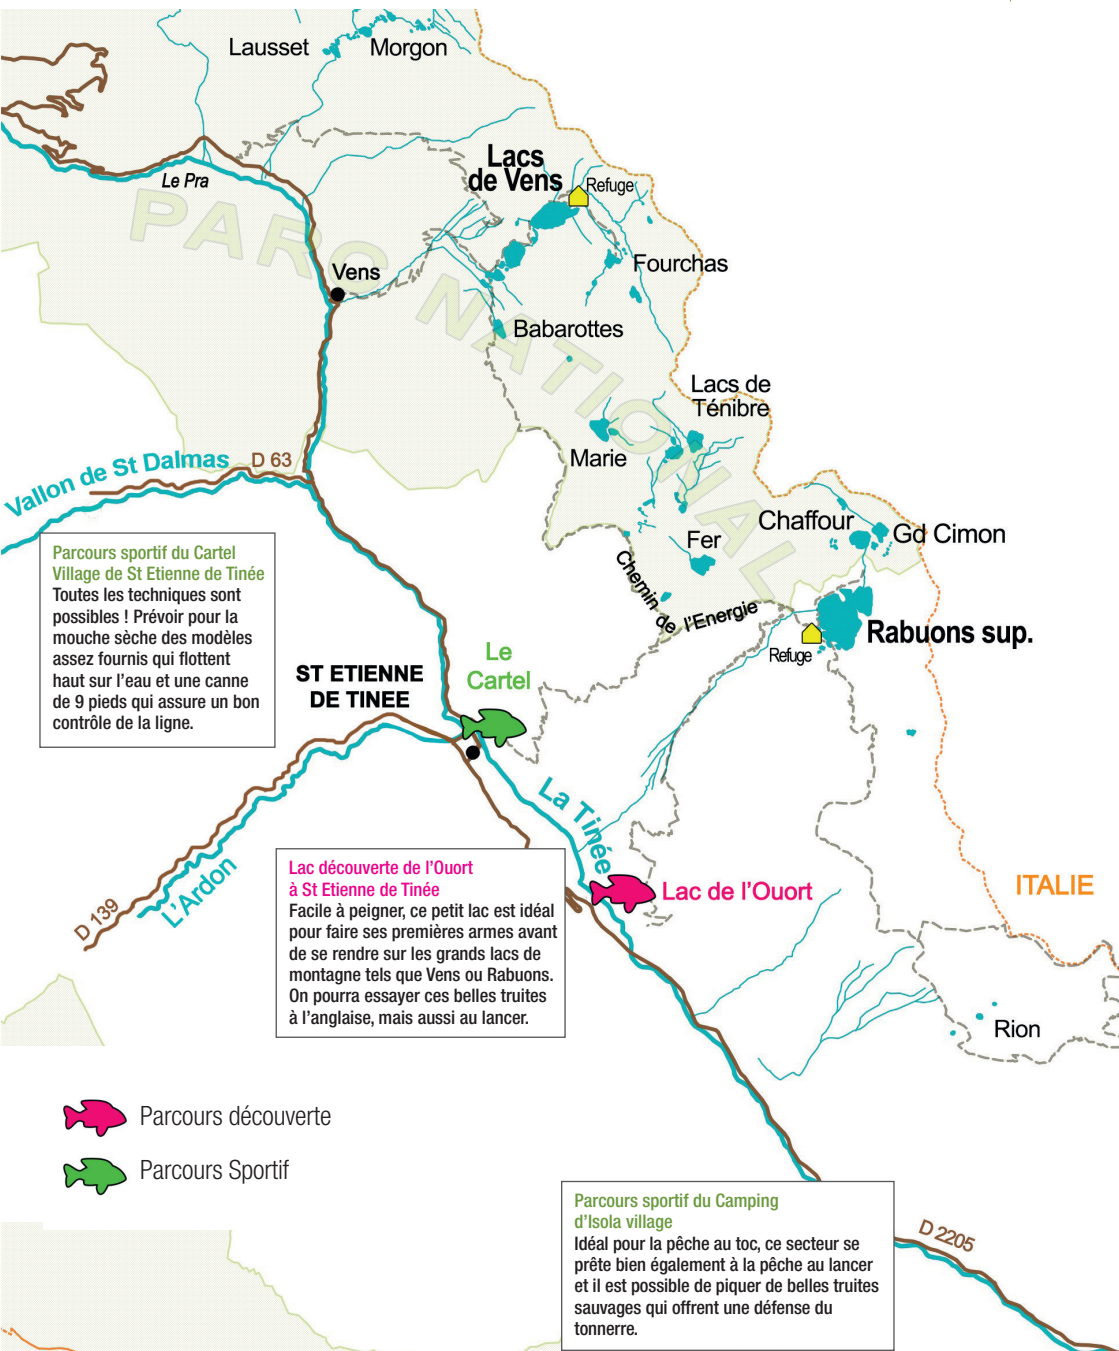 Lausset
Morgon
Lacs
de Vens
Refuge
Le Pra
PARC NATIONAL
Vens
Fourchas
Babarottes
Lacs de
Ténibre
Marie
Vallon de St Dalmas
D 63
Chaffour
Gd Cimon
Fer
Chemin de l'Energie
Refuge
Rabuons sup.
Parcours sportif du Cartel
Village de St Etienne de Tinée
Toutes les techniques sont
possibles ! Prévoir pour la
mouche sèche des modèles
assez fournis qui flottent
haut sur l'eau et une canne
de 9 pieds qui assure un bon
contrôle de la ligne.
ST ETIENNE
DE TINEE
Le
Cartel
La Tinée
L'Ardon
D 139
Lac découverte de l'Ouort
à St Etienne de Tinée
Facile à peigner, ce petit lac est idéal
pour faire ses premières armes avant
de se rendre sur les grands lacs de
montagne tels que Vens ou Rabuons.
On pourra essayer ces belles truites
à l'anglaise, mais aussi au lancer.
Lac de l'Ouort
ITALIE
Rion
Parcours découverte
Parcours Sportif
Parcours sportif du Camping
d'Isola village
Idéal pour la pêche au toc, ce secteur se
prête bien également à la pêche au lancer
et il est possible de piquer de belles truites
sauvages qui offrent une défense du
tonnerre.
D 2205